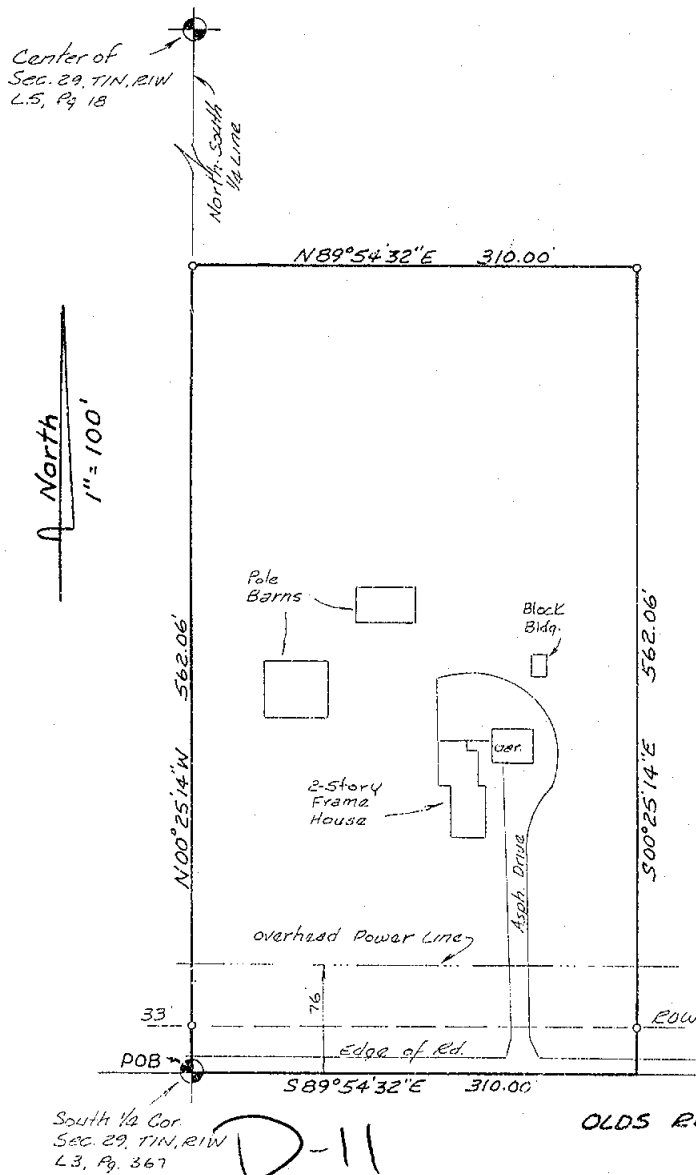 Center of
Sec. 29, T1N, R1W
L.5, Pg 18
North-South
1/4 Line
N89°54'32"E 310.00'
North
1"=100'
Pole
Barns
Block
Bldg.
562.06'
562.06'
Gar.
2-Story
Frame
House
N00°25'14"W
S00°25'14"E
Asph. Drive
overhead Power Line
76'
33'
ROW
Edge of Rd.
POB
S89°54'32"E 310.00'
South 1/4 Cor.
Sec. 29, T1N, R1W
L3, Pg. 367
OLDS
D-11